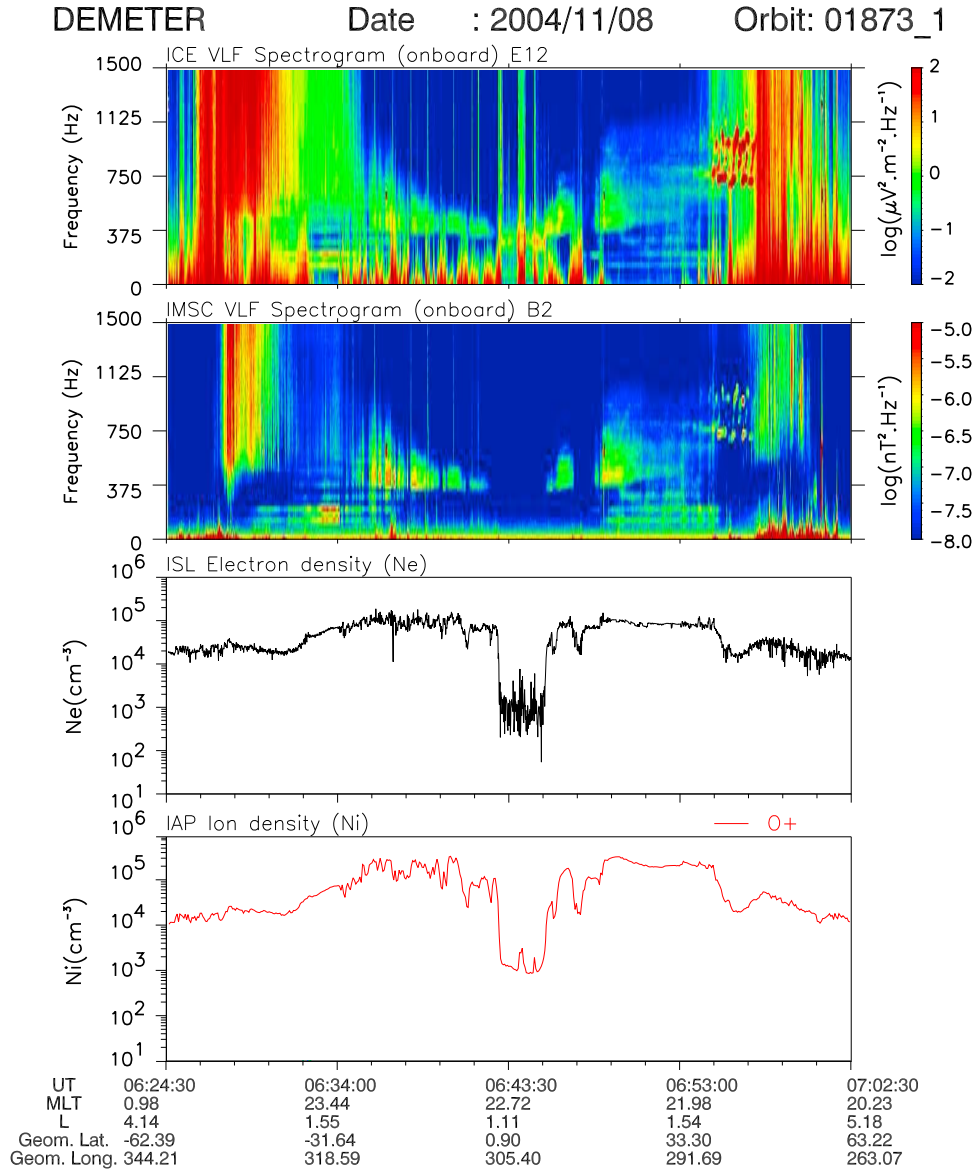 DEMETER Date : 2004/11/08 Orbit: 01873_1
ICE VLF Spectrogram (onboard) E12
1500
1125
750
375
0
Frequency (Hz)
2
1
0
−1
−2
log(μV².m⁻².Hz⁻¹)
IMSC VLF Spectrogram (onboard) B2
1500
1125
750
375
0
Frequency (Hz)
−5.0
−5.5
−6.0
−6.5
−7.0
−7.5
−8.0
log(nT².Hz⁻¹)
ISL Electron density (Ne)
10⁶
10⁵
10⁴
10³
10²
10¹
Ne(cm⁻³)
IAP Ion density (Ni) O+
10⁶
10⁵
10⁴
10³
10²
10¹
Ni(cm⁻³)
UT 06:24:30 06:34:00 06:43:30 06:53:00 07:02:30
MLT 0.98 23.44 22.72 21.98 20.23
L 4.14 1.55 1.11 1.54 5.18
Geom. Lat. -62.39 -31.64 0.90 33.30 63.22
Geom. Long. 344.21 318.59 305.40 291.69 263.07